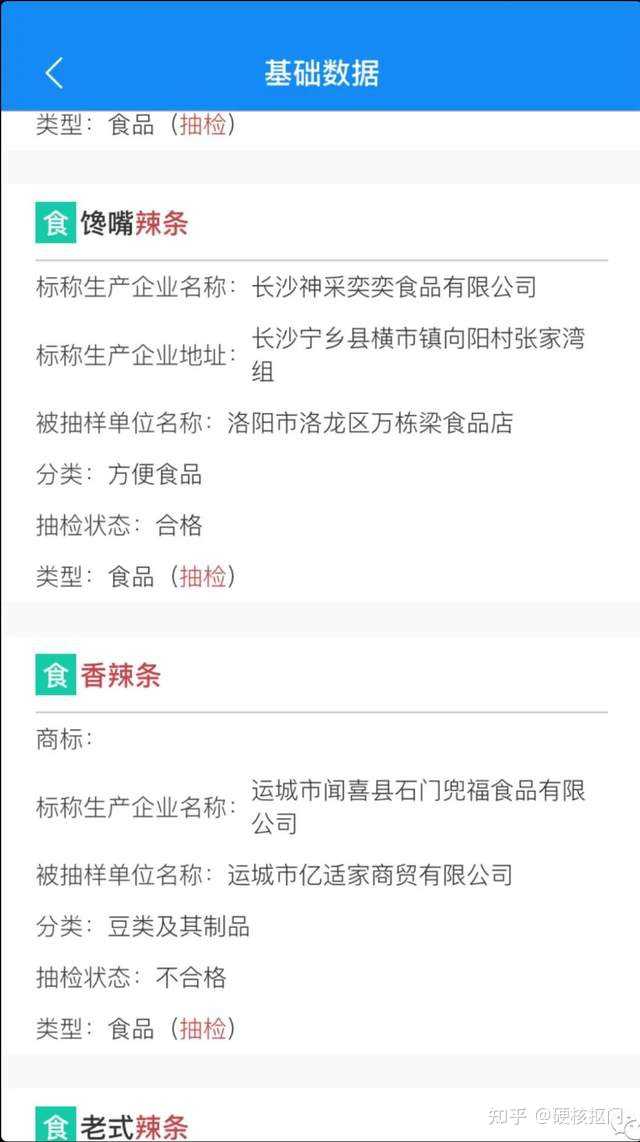 基础数据
类型：食品（抽检）
食 馋嘴辣条
标称生产企业名称：长沙神采奕奕食品有限公司
标称生产企业地址：长沙宁乡县横市镇向阳村张家湾
组
被抽样单位名称：洛阳市洛龙区万栋梁食品店
分类：方便食品
抽检状态：合格
类型：食品（抽检）
食 香辣条
商标：
标称生产企业名称：运城市闻喜县石门兜福食品有限
公司
被抽样单位名称：运城市亿适家商贸有限公司
分类：豆类及其制品
抽检状态：不合格
类型：食品（抽检）
食 老式辣条
知乎 @硬核抠门